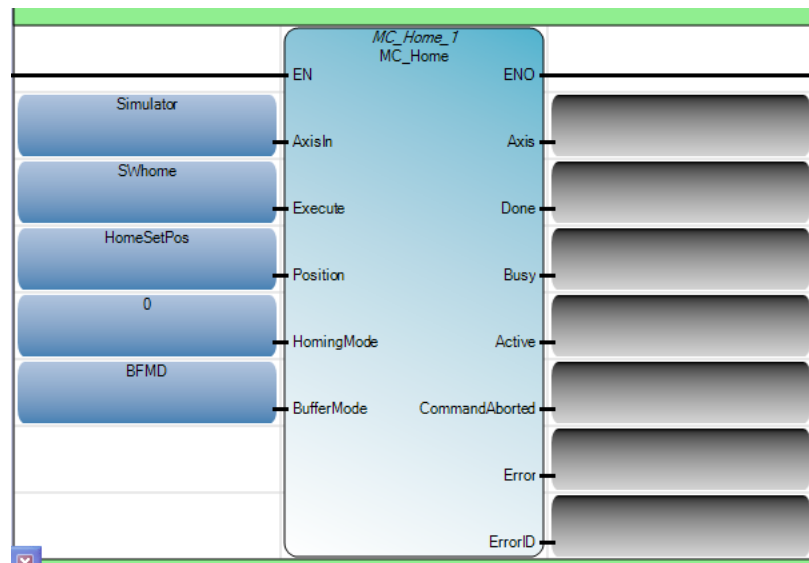 MC_Home_1
MC_Home
EN ENO
Simulator
AxisIn Axis
SWhome
Execute Done
HomeSetPos
Position Busy
0
HomingMode Active
BFMD
BufferMode CommandAborted
Error
ErrorID